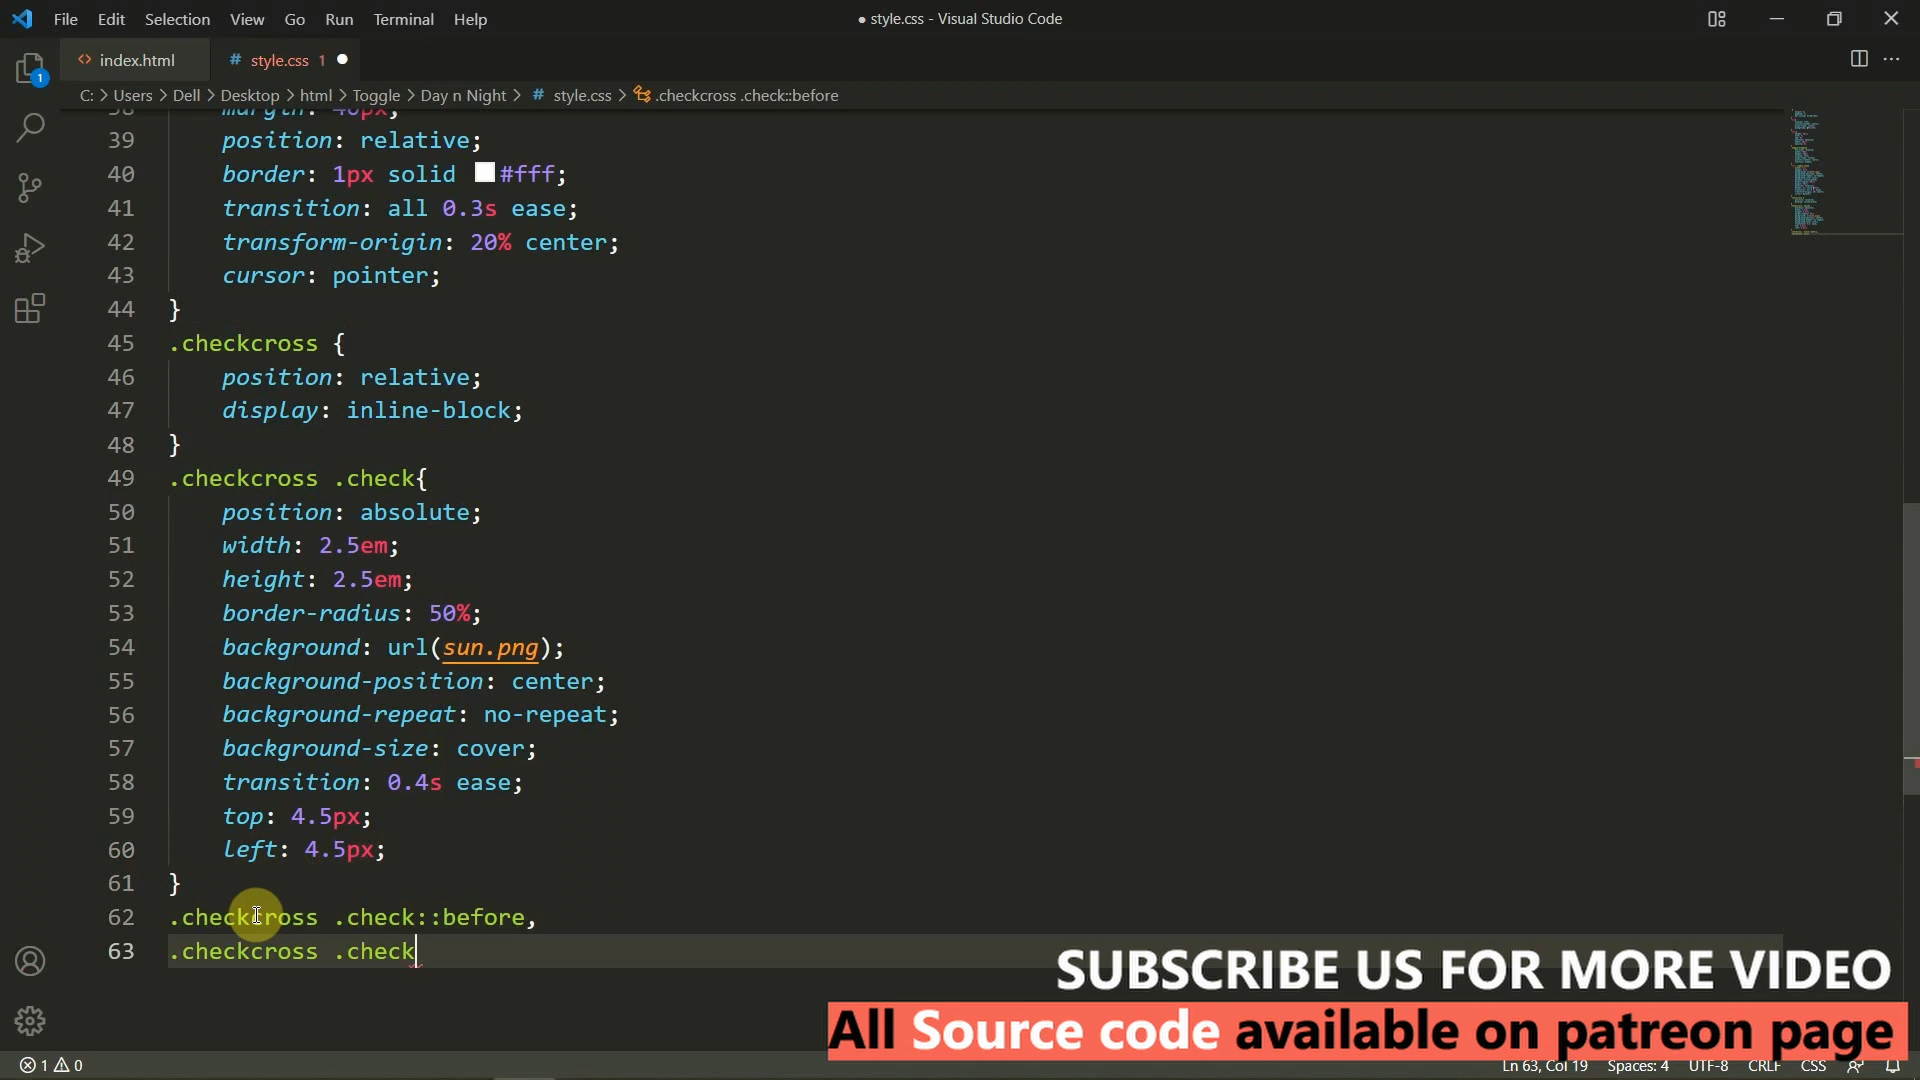 File Edit Selection View Go Run Terminal Help
● style.css - Visual Studio Code
<> index.html
# style.css 1 ●
C: > Users > Dell > Desktop > html > Toggle > Day n Night > # style.css > .checkcross .check::before
1
39 position: relative;
40 border: 1px solid #fff;
41 transition: all 0.3s ease;
42 transform-origin: 20% center;
43 cursor: pointer;
44 }
45 .checkcross {
46 position: relative;
47 display: inline-block;
48 }
49 .checkcross .check{
50 position: absolute;
51 width: 2.5em;
52 height: 2.5em;
53 border-radius: 50%;
54 background: url(sun.png);
55 background-position: center;
56 background-repeat: no-repeat;
57 background-size: cover;
58 transition: 0.4s ease;
59 top: 4.5px;
60 left: 4.5px;
61 }
62 .checkcross .check::before,
63 .checkcross .check
SUBSCRIBE US FOR MORE VIDEO
All Source code available on patreon page
1 0
Ln 63, Col 19 Spaces: 4 UTF-8 CRLF CSS